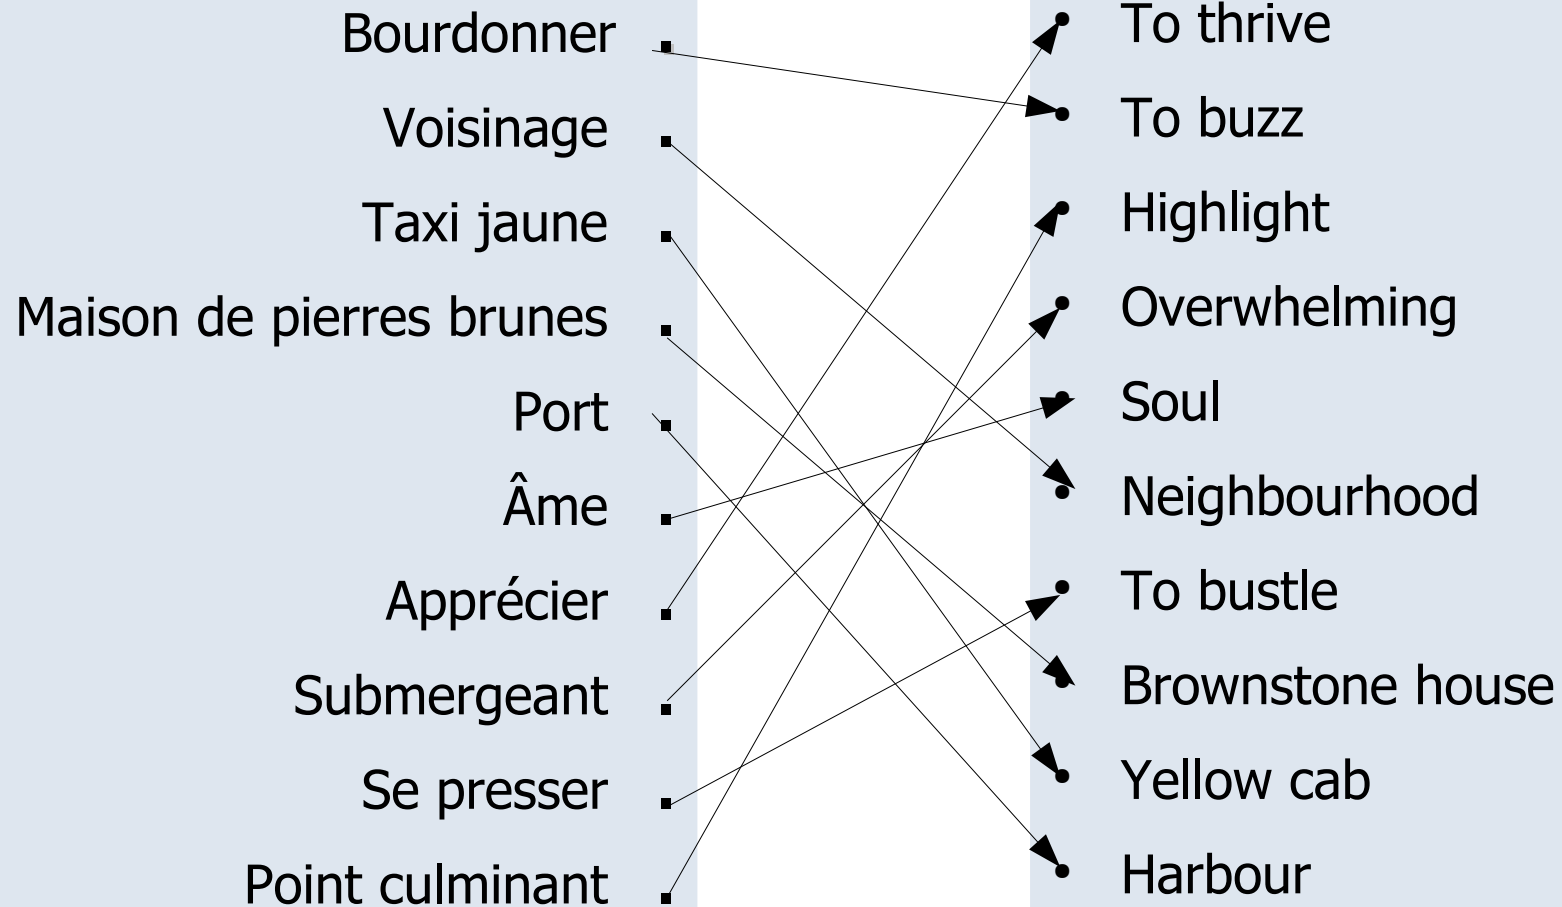 Bourdonner
Voisinage
Taxi jaune
Maison de pierres brunes
Port
Âme
Apprécier
Submergeant
Se presser
Point culminant
To thrive
To buzz
Highlight
Overwhelming
Soul
Neighbourhood
To bustle
Brownstone house
Yellow cab
Harbour